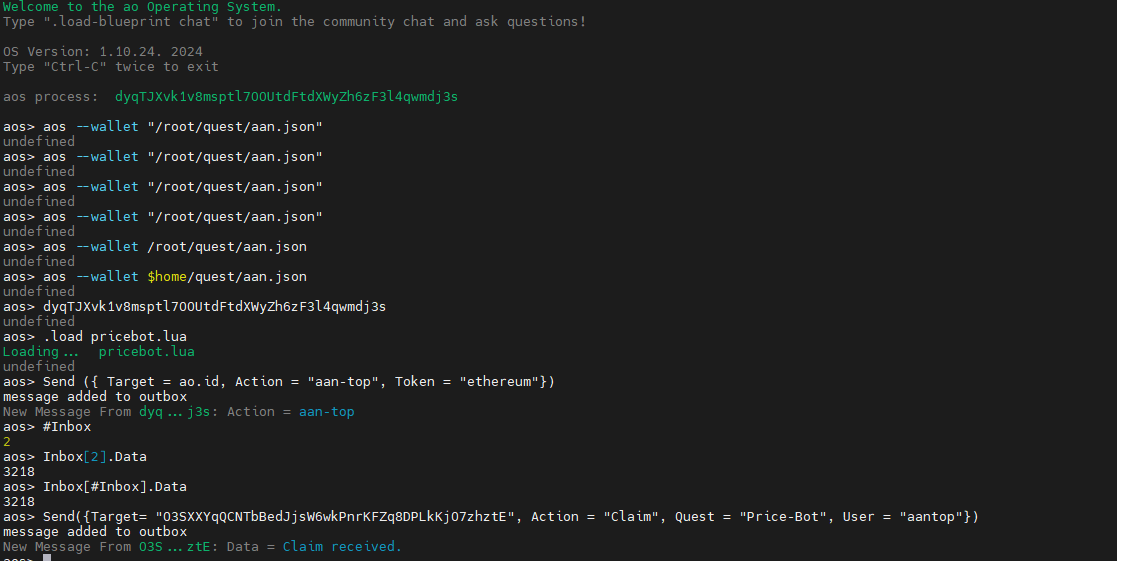 Welcome to the ao Operating System.
Type ".load-blueprint chat" to join the community chat and ask questions!
OS Version: 1.10.24. 2024
Type "Ctrl-C" twice to exit
aos process:  dyqTJXvk1v8msptl7OOUtdFtdXWyZh6zF3l4qwmdj3s
aos> aos --wallet "/root/quest/aan.json"
undefined
aos> aos --wallet "/root/quest/aan.json"
undefined
aos> aos --wallet "/root/quest/aan.json"
undefined
aos> aos --wallet "/root/quest/aan.json"
undefined
aos> aos --wallet /root/quest/aan.json
undefined
aos> aos --wallet $home/quest/aan.json
undefined
aos> dyqTJXvk1v8msptl7OOUtdFtdXWyZh6zF3l4qwmdj3s
undefined
aos> .load pricebot.lua
Loading...  pricebot.lua
undefined
aos> Send ({ Target = ao.id, Action = "aan-top", Token = "ethereum"})
message added to outbox
New Message From dyq...j3s: Action = aan-top
aos> #Inbox
2
aos> Inbox[2].Data
3218
aos> Inbox[#Inbox].Data
3218
aos> Send({Target= "O3SXXYqQCNTbBedJjsW6wkPnrKFZq8DPLkKjO7zhztE", Action = "Claim", Quest = "Price-Bot", User = "aantop"})
message added to outbox
New Message From O3S...ztE: Data = Claim received.
aos>